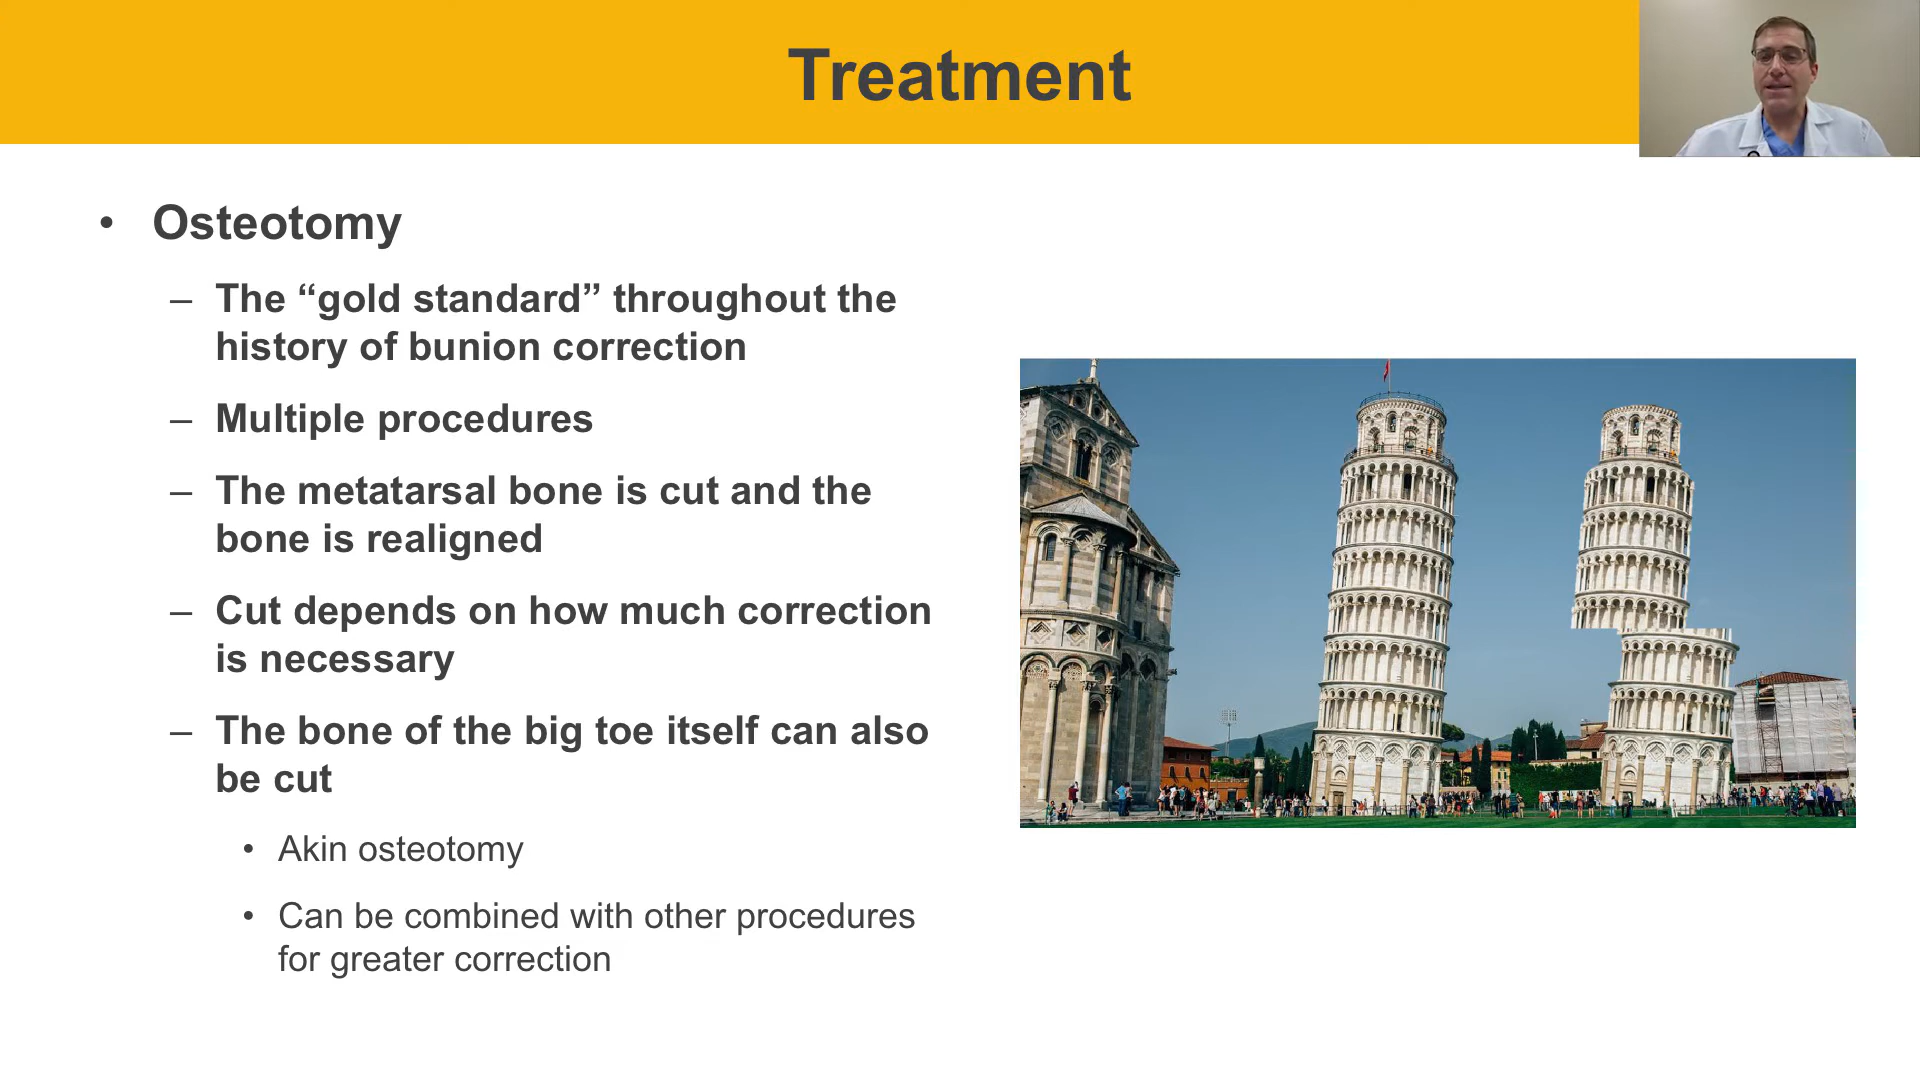 Treatment
• Osteotomy
– The “gold standard” throughout the
history of bunion correction
– Multiple procedures
– The metatarsal bone is cut and the
bone is realigned
– Cut depends on how much correction
is necessary
– The bone of the big toe itself can also
be cut
• Akin osteotomy
• Can be combined with other procedures
for greater correction